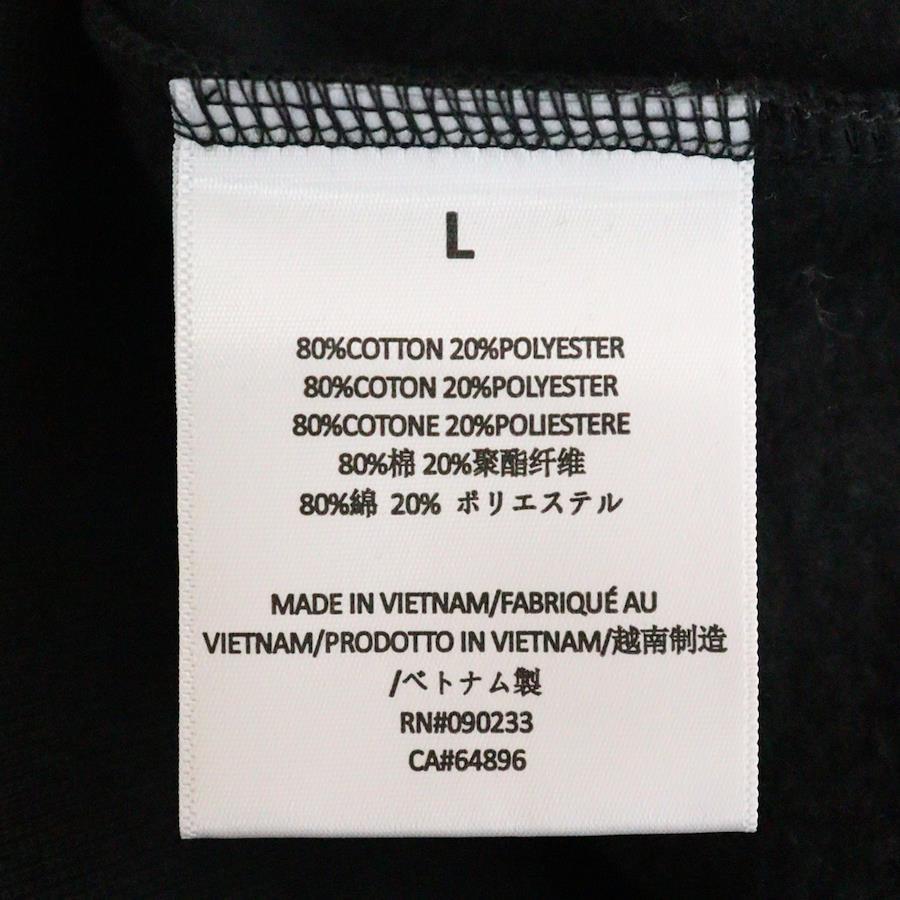 L
80%COTTON 20%POLYESTER
80%COTON 20%POLYESTER
80%COTONE 20%POLIESTERE
80%棉 20%聚酯纤维
80%綿 20% ポリエステル
MADE IN VIETNAM/FABRIQUÉ AU
VIETNAM/PRODOTTO IN VIETNAM/越南制造
/ベトナム製
RN#090233
CA#64896